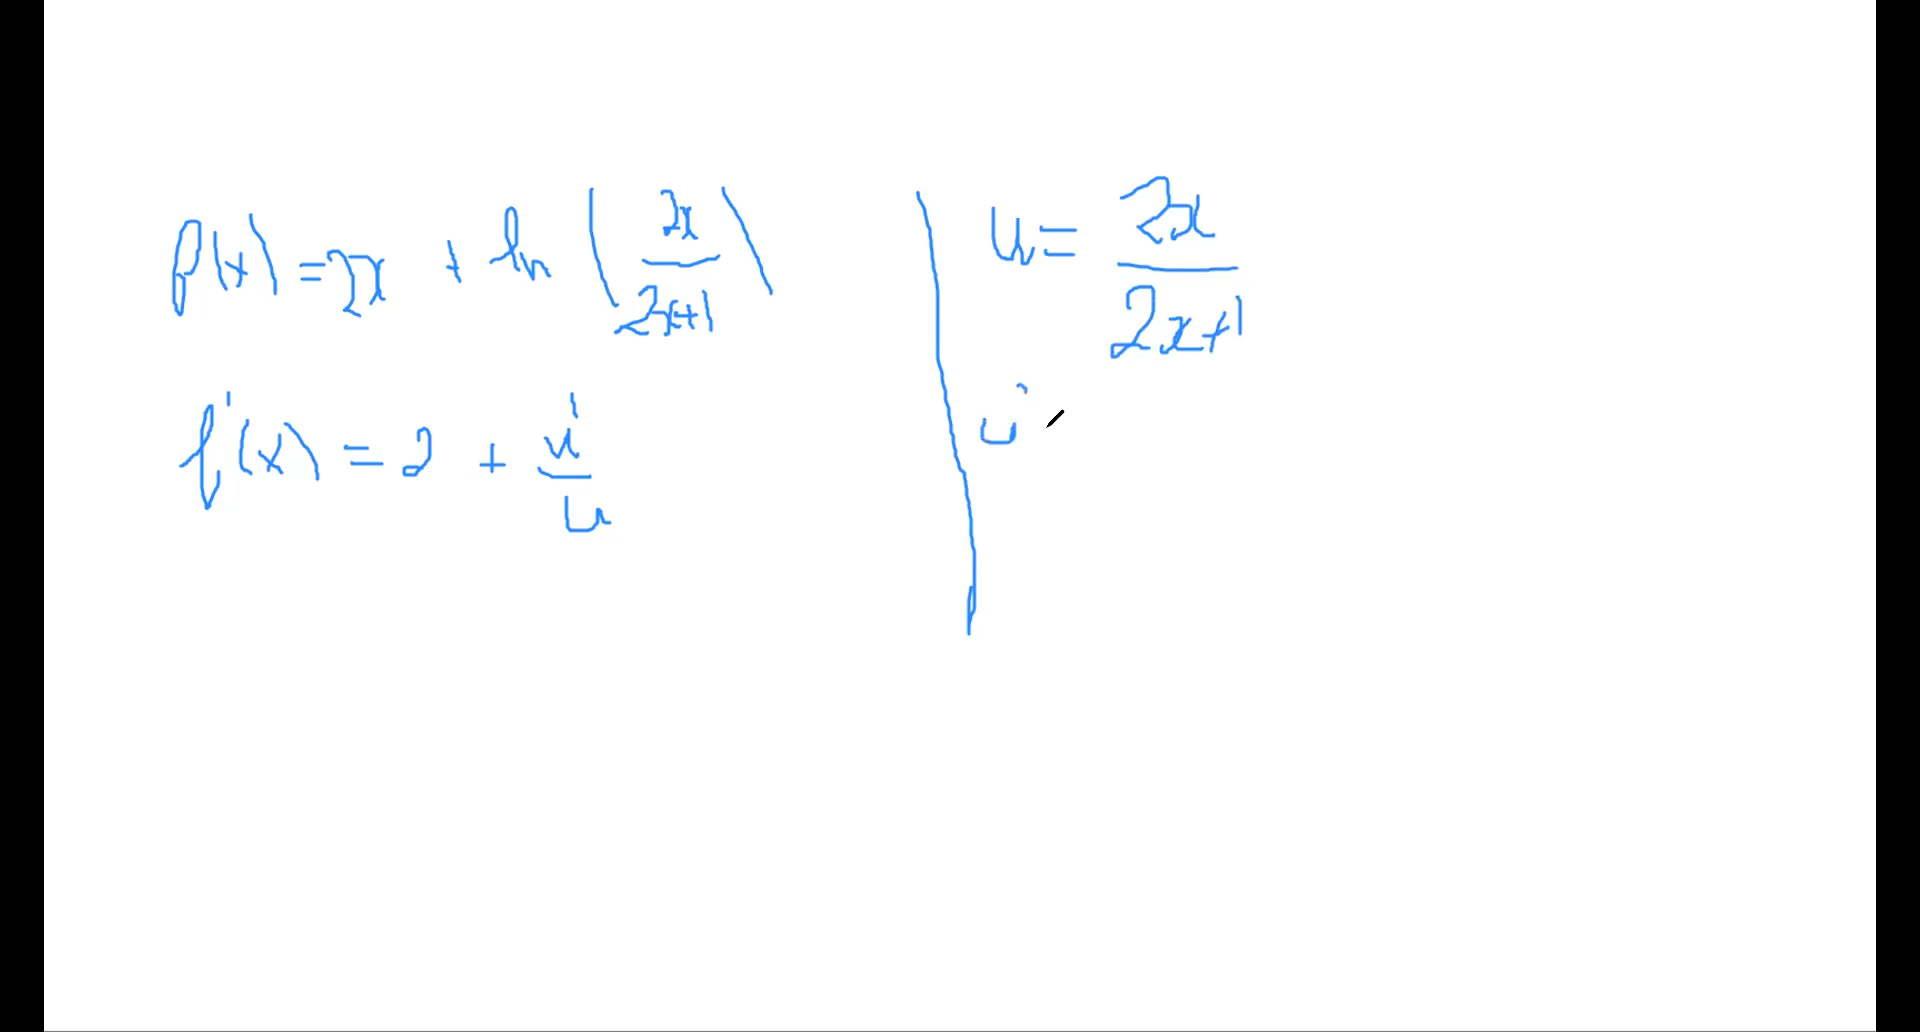 f(x) = 2x + ln(2x/(2x+1))
f'(x) = 2 + u'/u
u = 2x/(2x+1)
u'